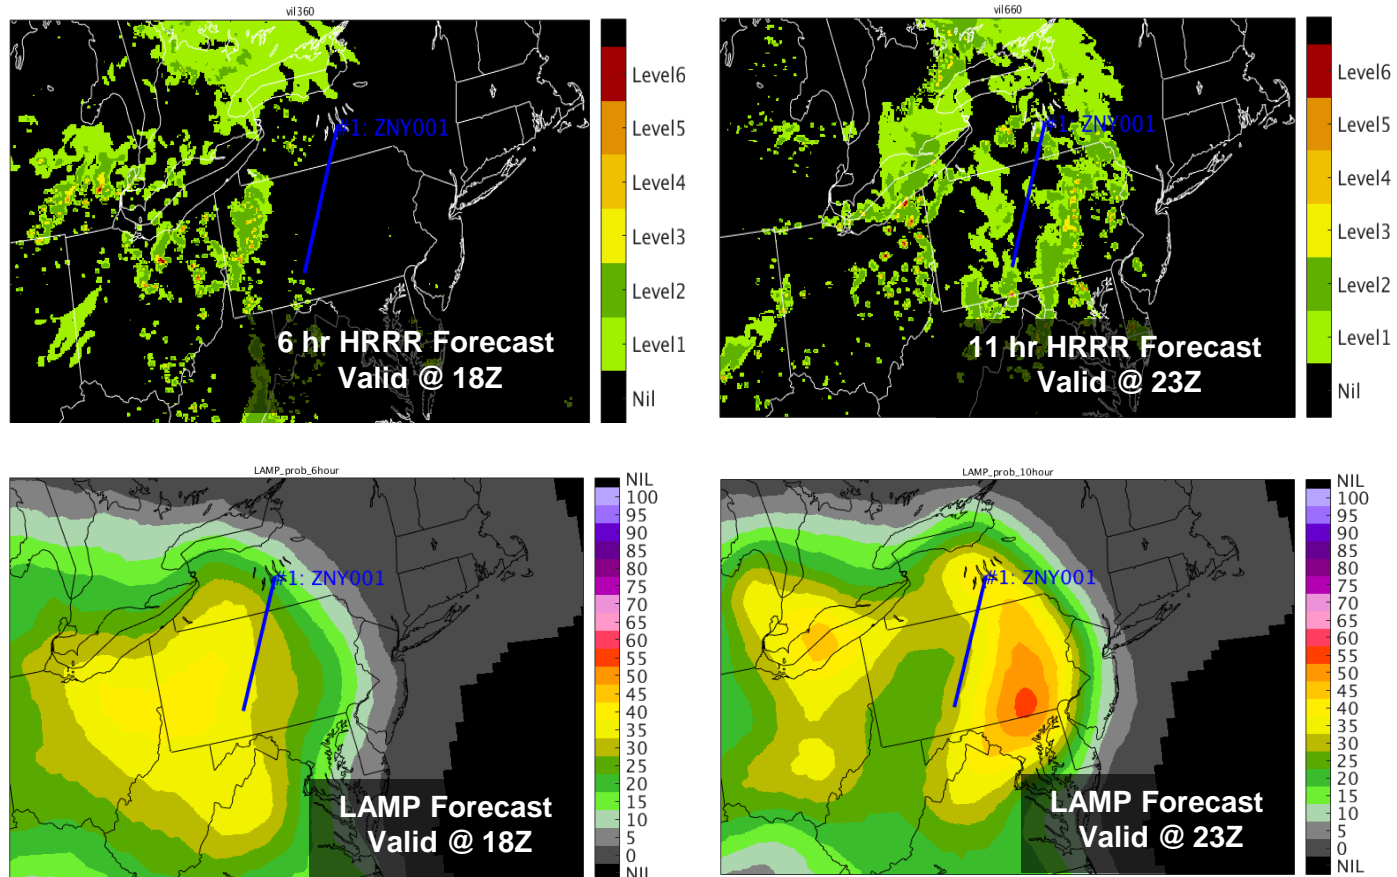 vil360
#1: ZNY001
6 hr HRRR Forecast
Valid @ 18Z
Level6
Level5
Level4
Level3
Level2
Level1
Nil
vil660
#1: ZNY001
11 hr HRRR Forecast
Valid @ 23Z
Level6
Level5
Level4
Level3
Level2
Level1
Nil
LAMP_prob_6hour
#1: ZNY001
LAMP Forecast
Valid @ 18Z
NIL
100
95
90
85
80
75
70
65
60
55
50
45
40
35
30
25
20
15
10
5
0
NIL
LAMP_prob_10hour
#1: ZNY001
LAMP Forecast
Valid @ 23Z
NIL
100
95
90
85
80
75
70
65
60
55
50
45
40
35
30
25
20
15
10
5
0
NIL